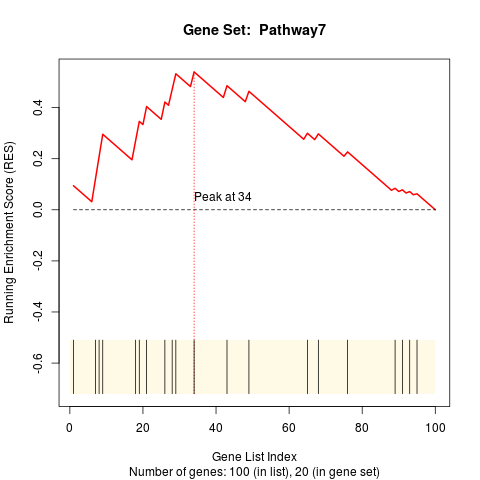 Gene Set:  Pathway7
Running Enrichment Score (RES)
0.4
0.2
0.0
-0.2
-0.4
-0.6
Peak at 34
0 20 40 60 80 100
Gene List Index
Number of genes: 100 (in list), 20 (in gene set)